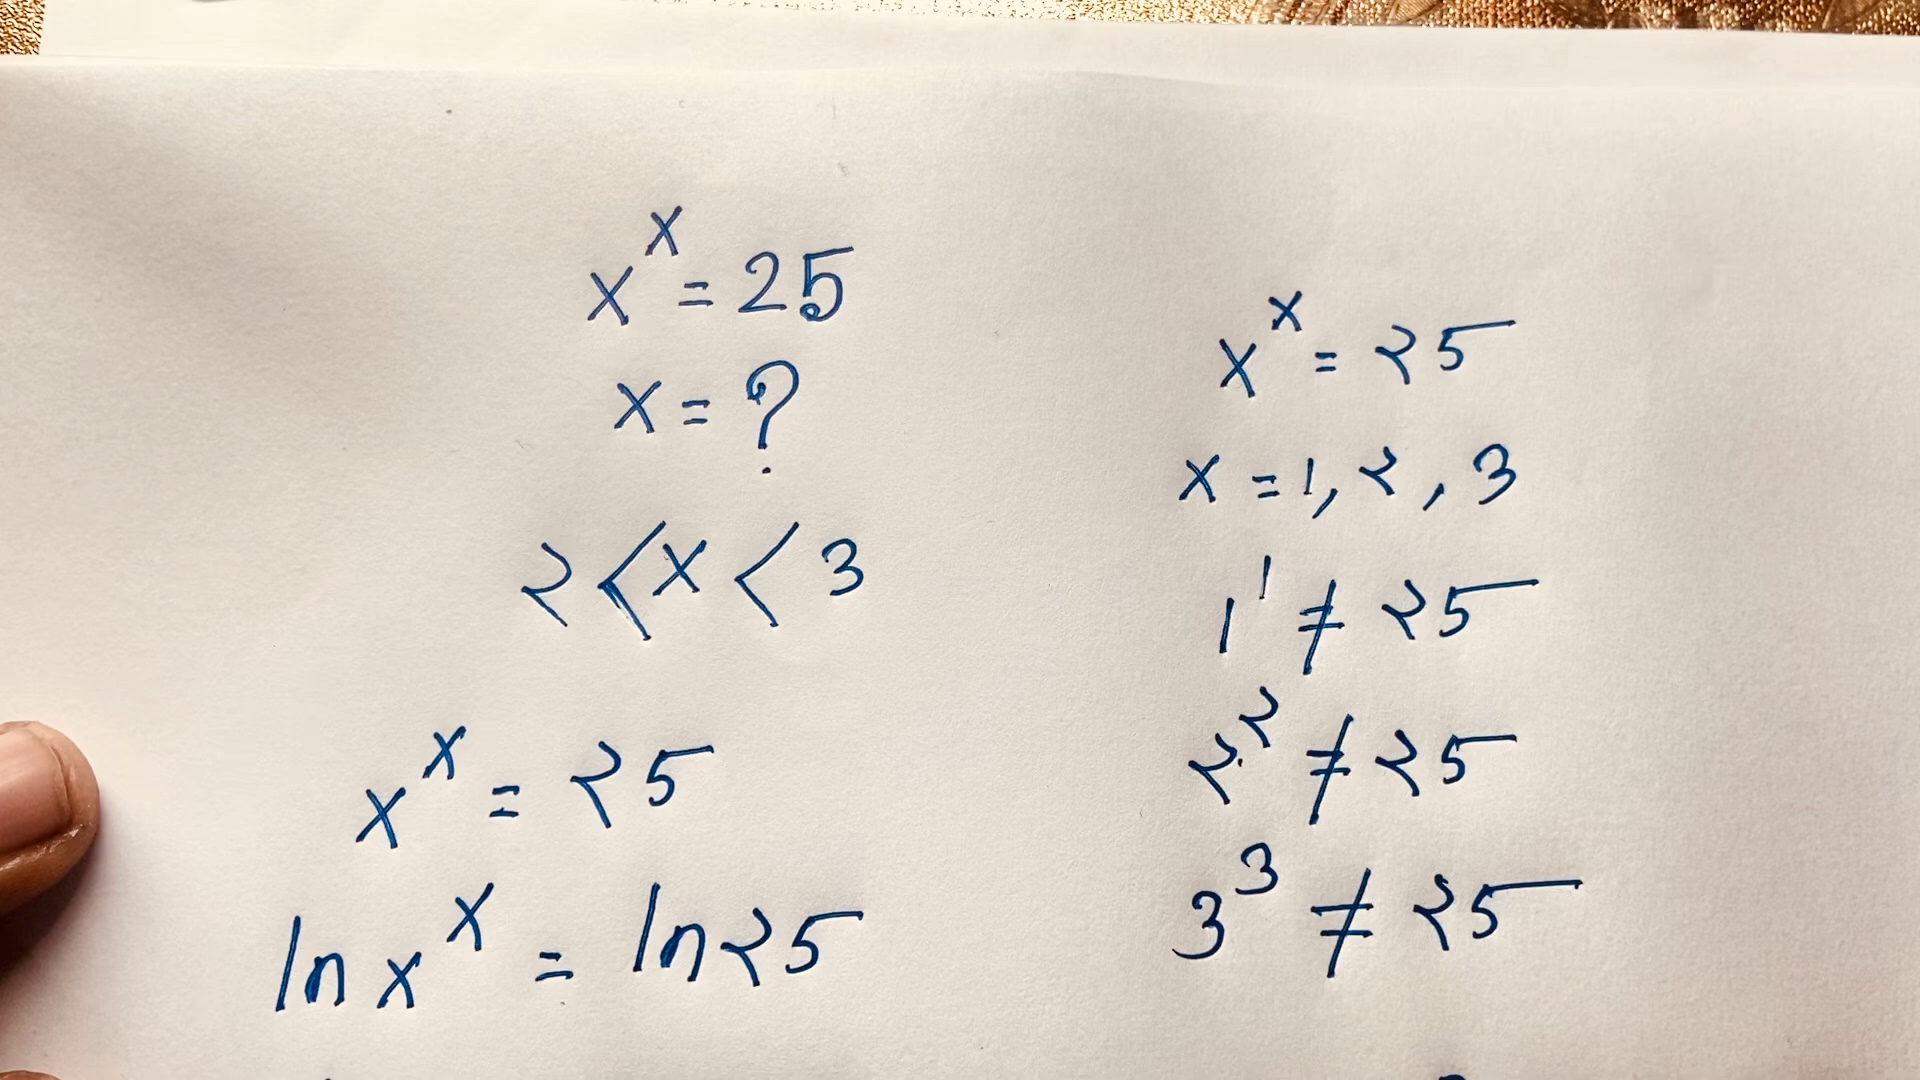 x^x = 25
x = ?
2 < x < 3
x^x = 25
ln x^x = ln 25
x^x = 25
x = 1, 2, 3
1^1 ≠ 25
2^2 ≠ 25
3^3 ≠ 25